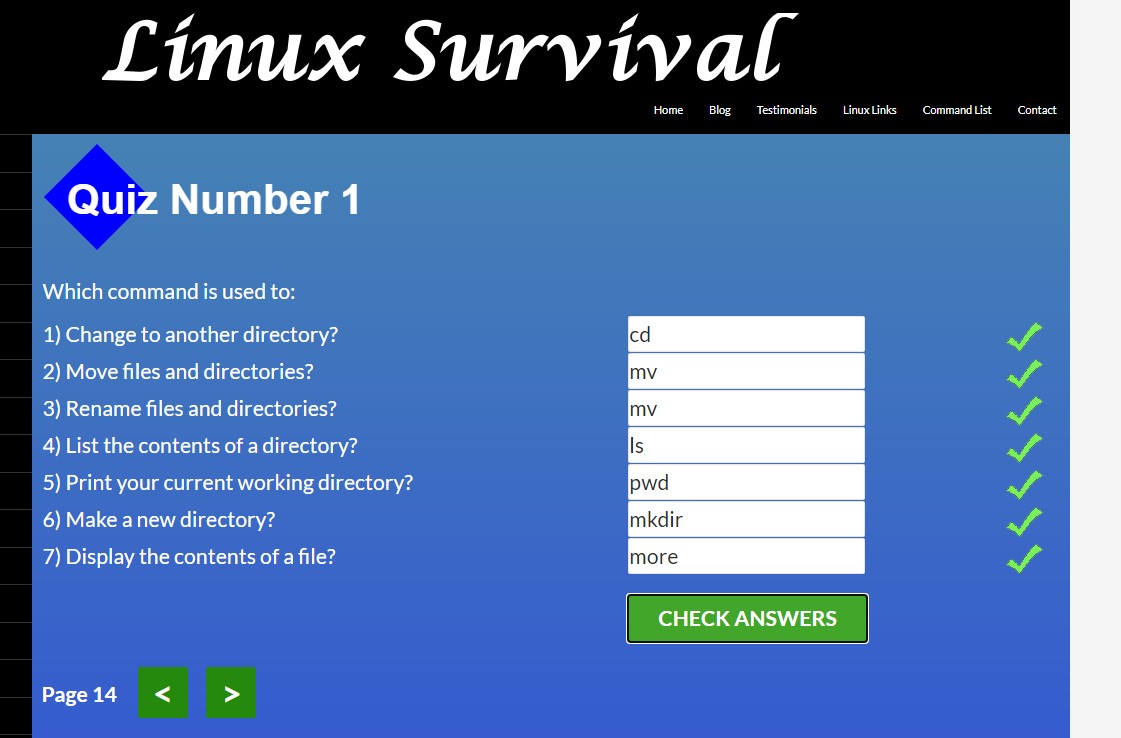 Linux Survival
Home Blog Testimonials Linux Links Command List Contact
Quiz Number 1
Which command is used to:
1) Change to another directory? cd
2) Move files and directories? mv
3) Rename files and directories? mv
4) List the contents of a directory? ls
5) Print your current working directory? pwd
6) Make a new directory? mkdir
7) Display the contents of a file? more
CHECK ANSWERS
Page 14 < >